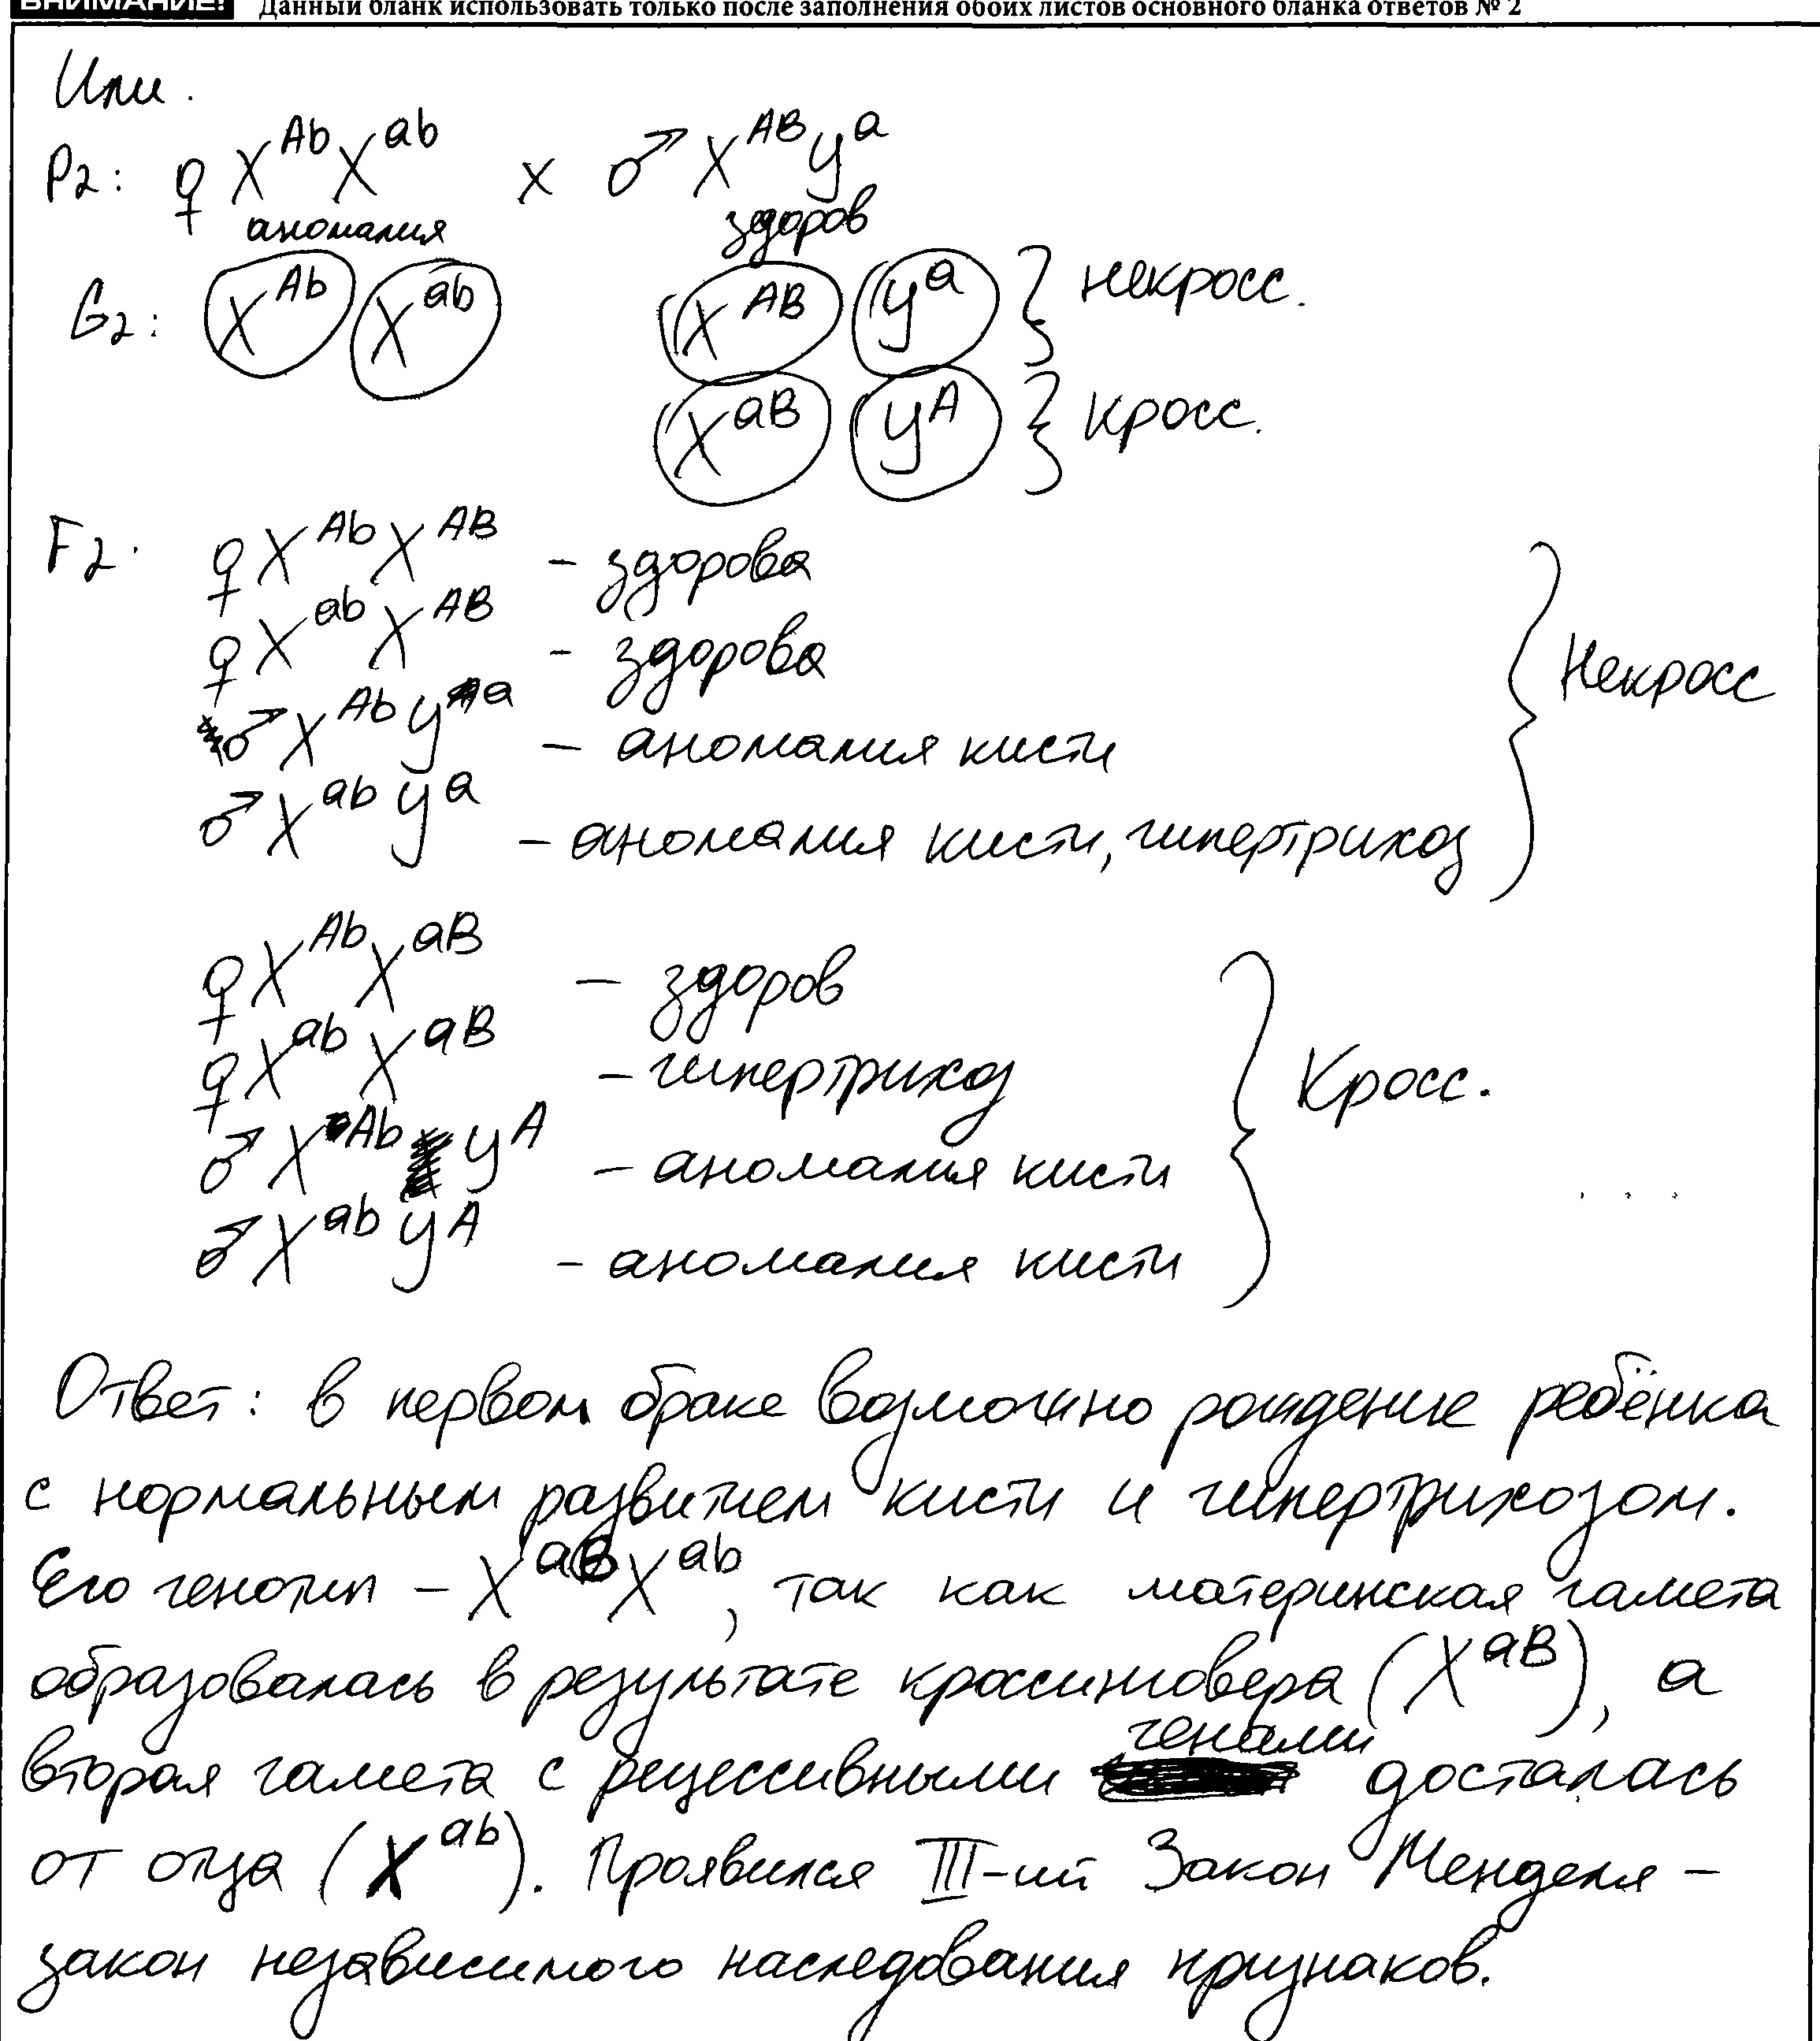 ВНИМАНИЕ! Данный бланк использовать только после заполнения обоих листов основного бланка ответов № 2
Или.
P₂: ♀ X^Ab X^ab x ♂ X^AB Y^a
аномалия здоров
G₂: X^Ab X^ab X^AB Y^a } некросс.
X^aB Y^A } кросс.
F₂. ♀ X^Ab X^AB – здорова
♀ X^ab X^AB – здорова
♂ X^Ab Y^a – аномалия кисти
♂ X^ab Y^a – аномалия кисти, гипертрихоз
} Некросс
♀ X^Ab X^aB – здоров
♀ X^ab X^aB – гипертрихоз
♂ X^Ab Y^A – аномалия кисти
♂ X^ab Y^A – аномалия кисти
} Кросс.
Ответ: в первом браке возможно рождение ребёнка
с нормальным развитием кисти и гипертрихозом.
Его генотип – X^aB X^ab, так как материнская гамета
образовалась в результате кроссинговера (X^aB), а
вторая гамета с рецессивными генами досталась
от отца (X^ab). Проявился III-ий Закон Менделя –
закон независимого наследования признаков.